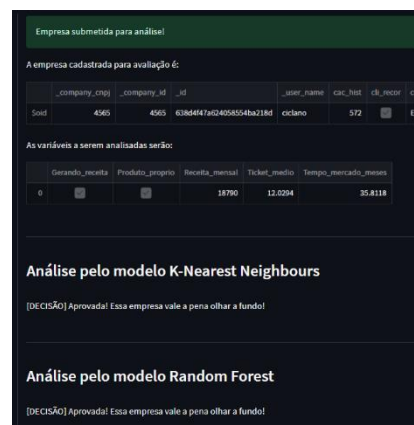 Empresa submetida para análise!
A empresa cadastrada para avaliação é:
_company_cnpj _company_id _id _user_name cac_hist cli_recor
Soid 4565 4565 638d4f47a624058554ba218d ciclano 572
As variáveis a serem analisadas serão:
Gerando_receita Produto_proprio Receita_mensal Ticket_medio Tempo_mercado_meses
0 18790 12.0294 35.8118
Análise pelo modelo K-Nearest Neighbours
[DECISÃO] Aprovada! Essa empresa vale a pena olhar a fundo!
Análise pelo modelo Random Forest
[DECISÃO] Aprovada! Essa empresa vale a pena olhar a fundo!